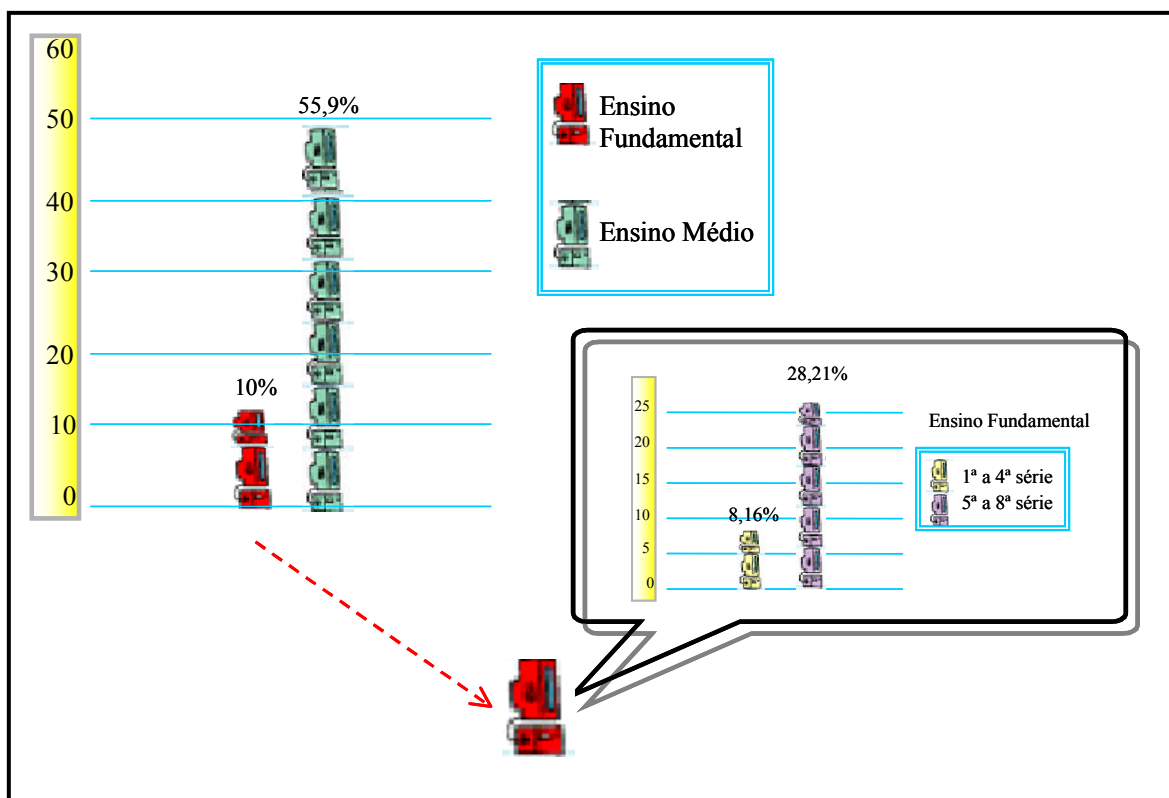 60
50
40
30
20
10
0
55,9%
10%
Ensino
Fundamental
Ensino Médio
28,21%
8,16%
25
20
15
10
5
0
Ensino Fundamental
1ª a 4ª série
5ª a 8ª série